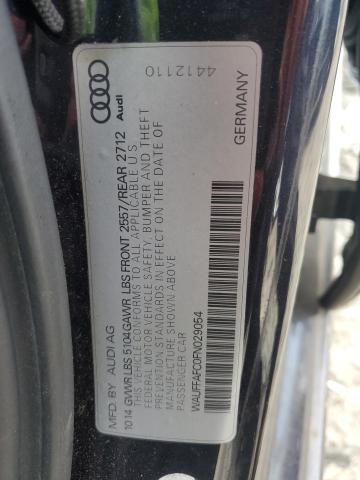 4412110
Audi
GERMANY
MFD. BY AUDI AG
10 14 GVWR LBS 5104 GAWR LBS FRONT 2557/REAR 2712
THIS VEHICLE CONFORMS TO ALL APPLICABLE U.S
FEDERAL MOTOR VEHICLE SAFETY, BUMPER AND THEFT
PREVENTION STANDARDS IN EFFECT ON THE DATE OF
MANUFACTURE SHOWN ABOVE
PASSENGER CAR
WAUFFAFC0FN029054